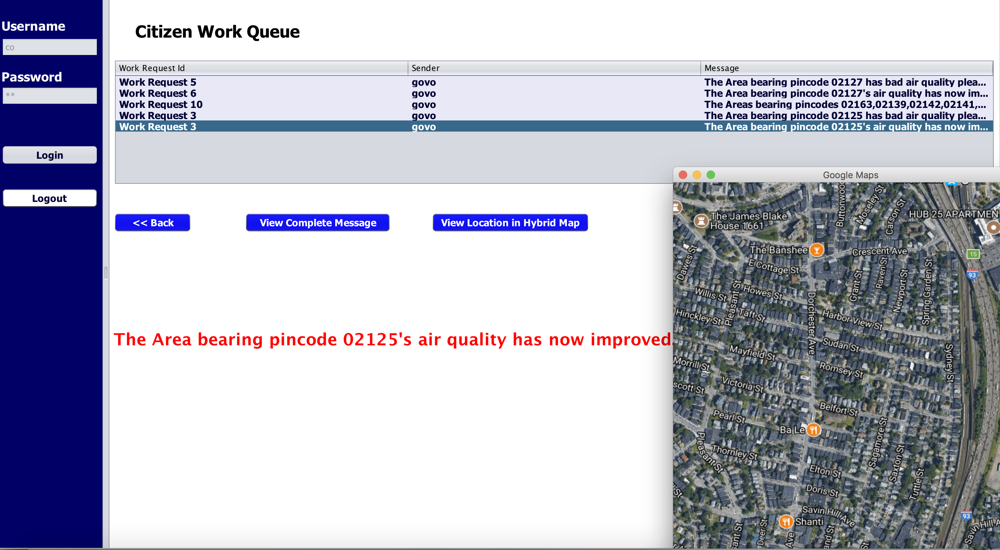 Username
co
Password
**
Login
Logout
Citizen Work Queue
Work Request Id Sender Message
Work Request 5 govo The Area bearing pincode 02127 has bad air quality plea...
Work Request 6 govo The Area bearing pincode 02127's air quality has now im...
Work Request 10 govo The Areas bearing pincodes 02163,02139,02142,02141,...
Work Request 3 govo The Area bearing pincode 02125 has bad air quality plea...
Work Request 3 govo The Area bearing pincode 02125's air quality has now im...
<< Back
View Complete Message
View Location in Hybrid Map
The Area bearing pincode 02125's air quality has now improved.
Google Maps
Buttonwoo
Moseley St
Carson St
HUB 25 APARTMEN
The James Blake
House 1661
The Banshee
Crescent Ave
15
Dawes St
E Cottage St
Grant St
Raven St
Newport St
Spring Garden St
93
Willis St
Pleasant St
Howes St
Dorchester Ave
Hinckley St
Taft St
Harbor View St
Sudan St
Mayfield St
Sydney St
Morrill St
Romsey St
Victoria St
scott St
Belfort St
Pearl St
Ba Le
Sagamore St
Pleasant St
Thornley St
Saxton St
Elton St
Tuttle St
Doris St
St
Savin Hill Ave
93
Shanti
Savin Hill A
sant St
Deer St
Ave
and St
St